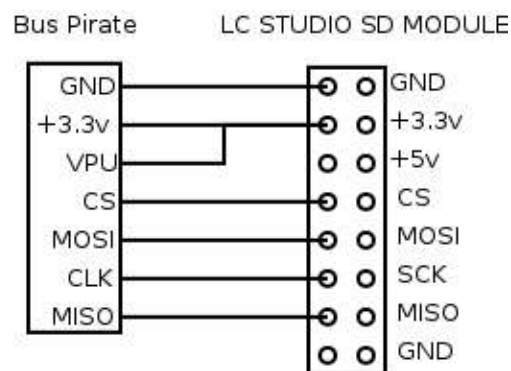 Bus Pirate
LC STUDIO SD MODULE
GND
+3.3v
VPU
CS
MOSI
CLK
MISO
GND
+3.3v
+5v
CS
MOSI
SCK
MISO
GND